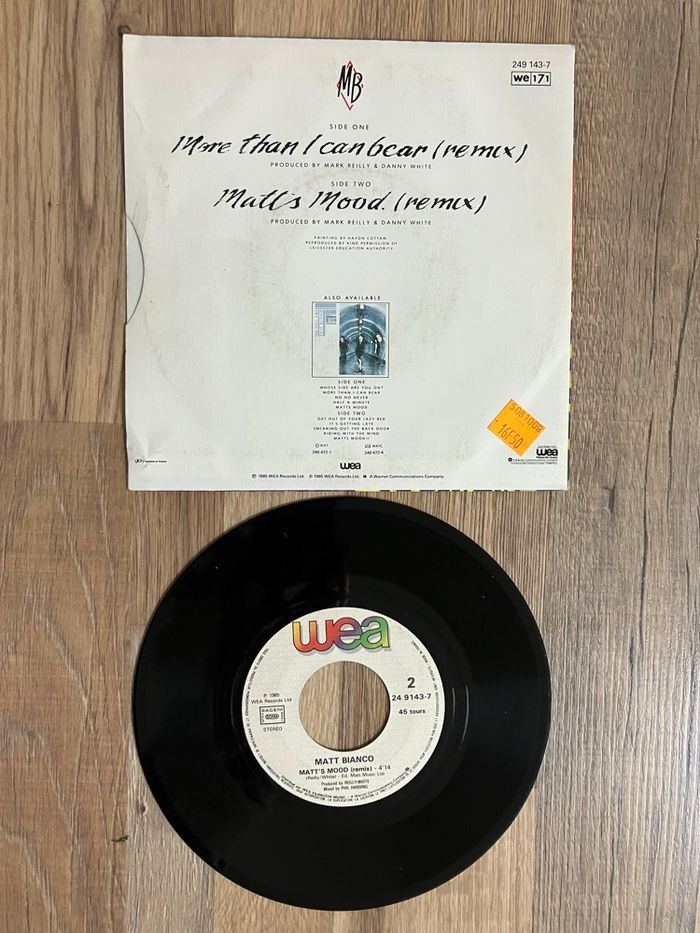 MB
249 143-7
we 171
SIDE ONE
More than I can bear (remix)
PRODUCED BY MARK REILLY & DANNY WHITE
SIDE TWO
Matt's Mood. (remix)
PRODUCED BY MARK REILLY & DANNY WHITE
PAINTING BY HAYDN COTTAM
REPRODUCED BY KIND PERMISSION OF
LEICESTER EDUCATION AUTHORITY
ALSO AVAILABLE
SIDE ONE
WHOSE SIDE ARE YOU ON?
MORE THAN I CAN BEAR
NO NO NEVER
HALF A MINUTE
MATTS MOOD
SIDE TWO
GET OUT OF YOUR LAZY BED
IT'S GETTING LATE
SNEAKING OUT THE BACK DOOR
RIDING WITH THE WIND
MATTS MOOD II
240 472-1
240 472-4
16F50
wea
wea
℗ 1985 WEA Records Ltd. © 1985 WEA Records Ltd. A Warner Communications Company
wea
2
24 9143-7
45 tours
℗ 1985
WEA Records Ltd
SACEM
STEREO
MATT BIANCO
MATT'S MOOD (remix) - 4'14
(Reilly/White) - Ed. Matt Music Ltd
Produced by REILLY/WHITE
Mixed by PHIL HARDING